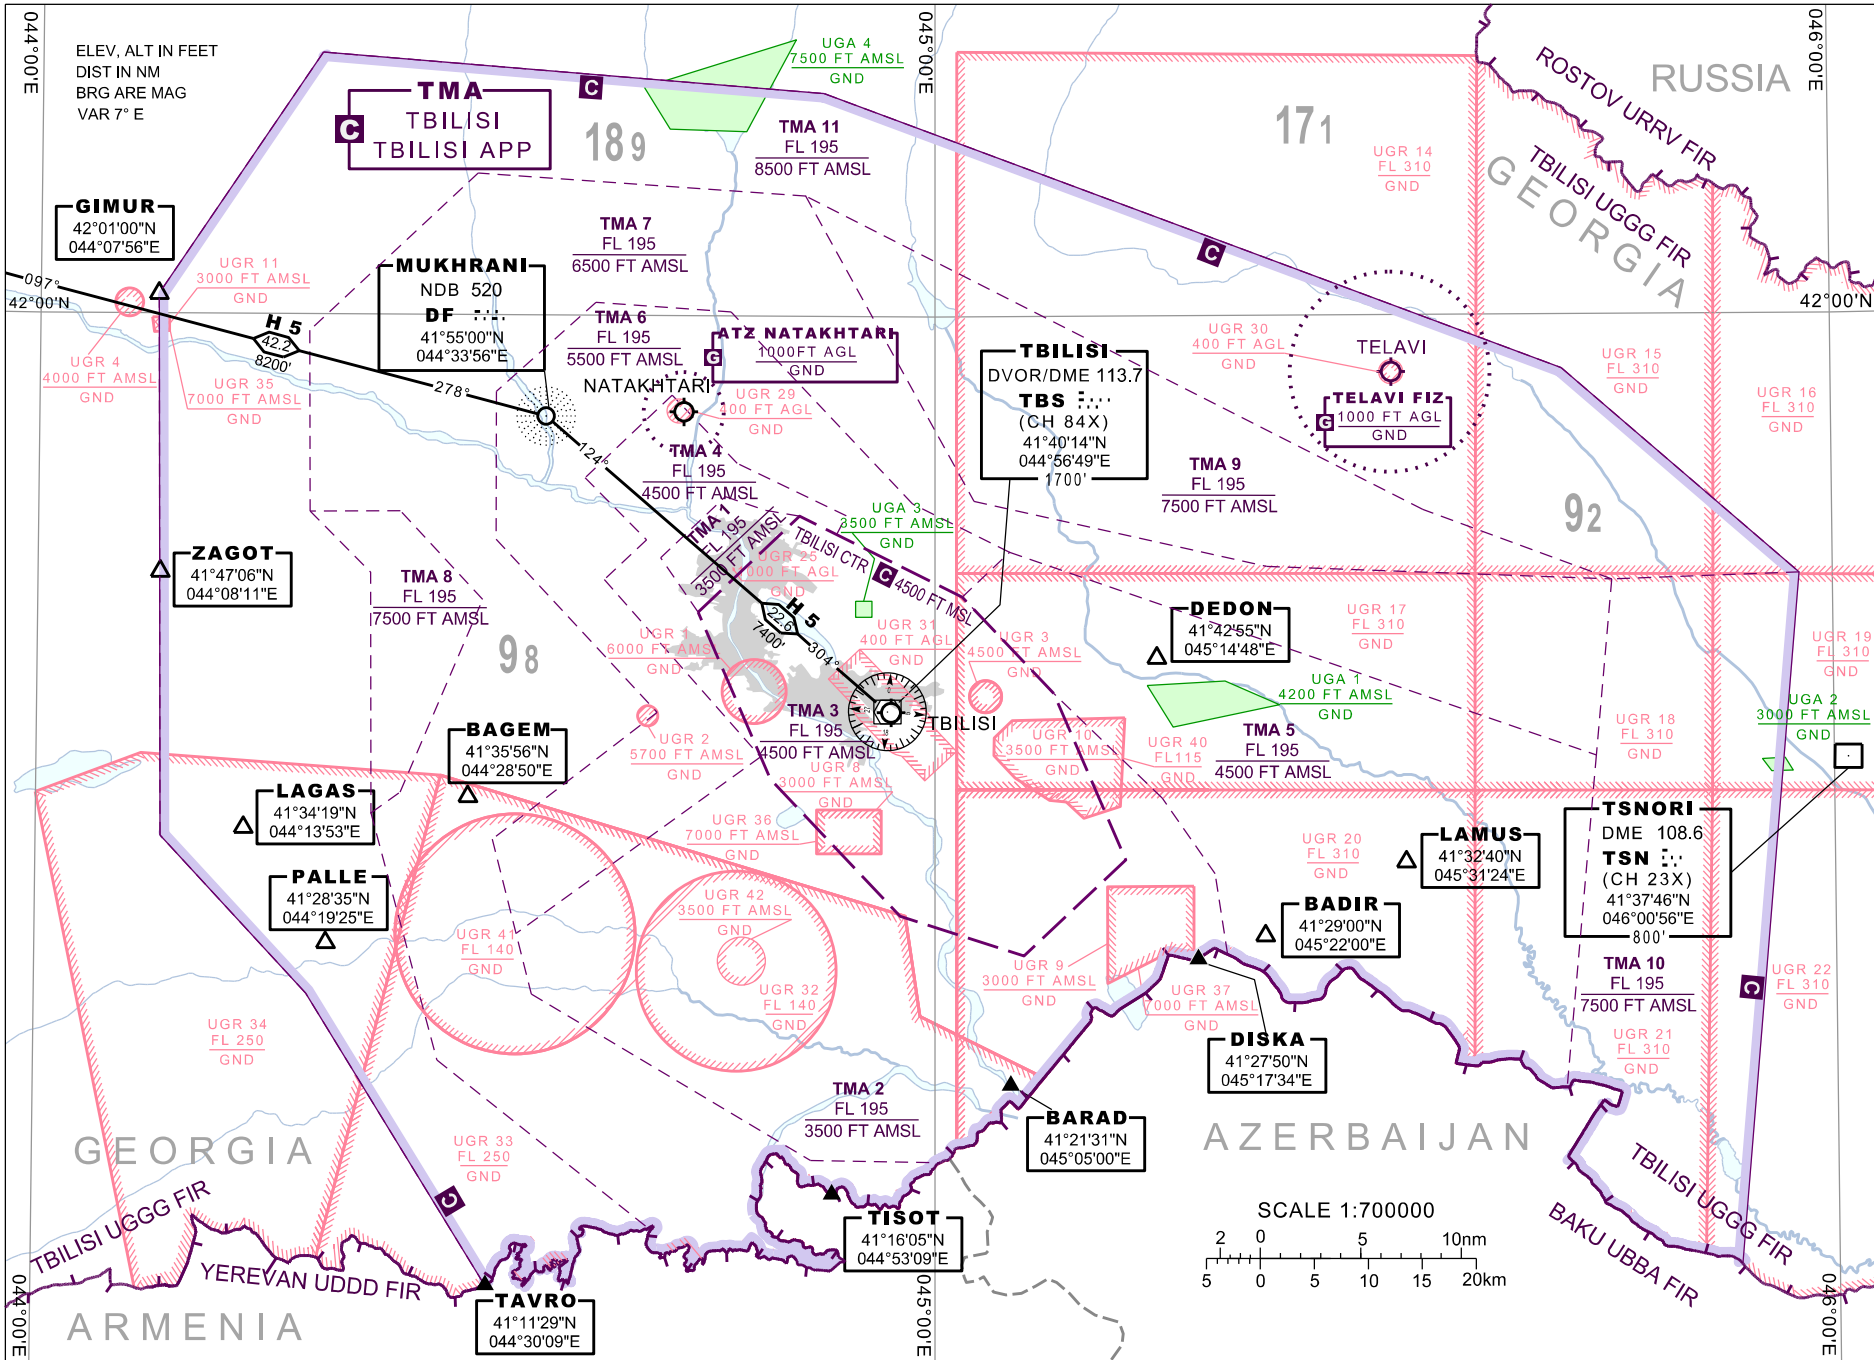 ELEV, ALT IN FEET
DIST IN NM
BRG ARE MAG
VAR 7° E
044°00'E
045°00'E
046°00'E
C
TMA
TBILISI
TBILISI APP
C
C
UGA 4
7500 FT AMSL
GND
189
171
RUSSIA
ROSTOV URRV FIR
TBILISI UGGG FIR
GEORGIA
TMA 11
FL 195
8500 FT AMSL
UGR 14
FL 310
GND
GIMUR
42°01'00"N
044°07'56"E
TMA 7
FL 195
6500 FT AMSL
UGR 11
3000 FT AMSL
GND
097°
42°00'N
42°00'N
MUKHRANI
NDB 520
DF
41°55'00"N
044°33'56"E
H 5
42.2
8200'
278°
TMA 6
FL 195
5500 FT AMSL
ATZ NATAKHTARI
G
1000FT AGL
GND
NATAKHTARI
UGR 4
4000 FT AMSL
GND
UGR 35
7000 FT AMSL
GND
UGR 29
400 FT AGL
GND
TBILISI
DVOR/DME 113.7
TBS
(CH 84X)
41°40'14"N
044°56'49"E
1700'
UGR 30
400 FT AGL
GND
TELAVI
TELAVI FIZ
G
1000 FT AGL
GND
UGR 15
FL 310
GND
UGR 16
FL 310
GND
124°
TMA 4
FL 195
4500 FT AMSL
TMA 9
FL 195
7500 FT AMSL
92
TMA 1
FL 195
3500 FT AMSL
UGA 3
3500 FT AMSL
GND
TBILISI CTR
C
4500 FT MSL
UGR 25
000 FT AGL
GND
ZAGOT
41°47'06"N
044°08'11"E
TMA 8
FL 195
7500 FT AMSL
98
H 5
22.6
7400'
304°
UGR 1
6000 FT AMSL
GND
UGR 31
400 FT AGL
GND
UGR 3
4500 FT AMSL
GND
DEDON
41°42'55"N
045°14'48"E
UGR 17
FL 310
GND
UGR 19
FL 310
GND
UGA 1
4200 FT AMSL
GND
UGA 2
3000 FT AMSL
GND
TBILISI
TMA 3
FL 195
4500 FT AMSL
UGR 2
5700 FT AMSL
GND
UGR 10
3500 FT AMSL
GND
UGR 40
FL115
GND
TMA 5
FL 195
4500 FT AMSL
UGR 18
FL 310
GND
BAGEM
41°35'56"N
044°28'50"E
UGR 8
3000 FT AMSL
GND
LAGAS
41°34'19"N
044°13'53"E
UGR 36
7000 FT AMSL
GND
UGR 20
FL 310
GND
LAMUS
41°32'40"N
045°31'24"E
TSNORI
DME 108.6
TSN
(CH 23X)
41°37'46"N
046°00'56"E
800'
PALLE
41°28'35"N
044°19'25"E
UGR 42
3500 FT AMSL
GND
BADIR
41°29'00"N
045°22'00"E
UGR 41
FL 140
GND
UGR 9
3000 FT AMSL
GND
UGR 37
7000 FT AMSL
GND
TMA 10
FL 195
7500 FT AMSL
C
UGR 22
FL 310
GND
UGR 32
FL 140
GND
UGR 34
FL 250
GND
DISKA
41°27'50"N
045°17'34"E
UGR 21
FL 310
GND
TMA 2
FL 195
3500 FT AMSL
BARAD
41°21'31"N
045°05'00"E
GEORGIA
UGR 33
FL 250
GND
AZERBAIJAN
C
TBILISI UGGG FIR
YEREVAN UDDD FIR
ARMENIA
TISOT
41°16'05"N
044°53'09"E
TAVRO
41°11'29"N
044°30'09"E
SCALE 1:700000
2 0 5 10nm
5 0 5 10 15 20km
TBILISI UGGG FIR
BAKU UBBA FIR
044°00'E
045°00'E
046°00'E